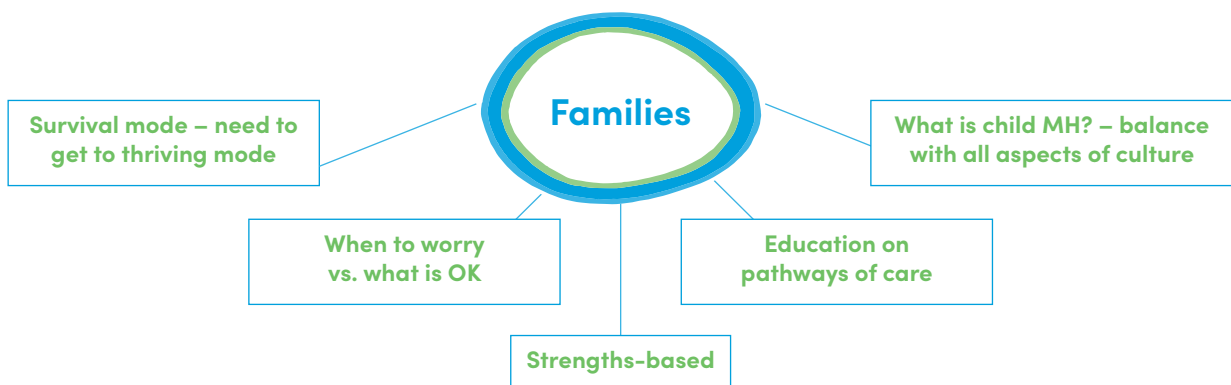 Families
Survival mode – need to
get to thriving mode
What is child MH? – balance
with all aspects of culture
When to worry
vs. what is OK
Education on
pathways of care
Strengths-based